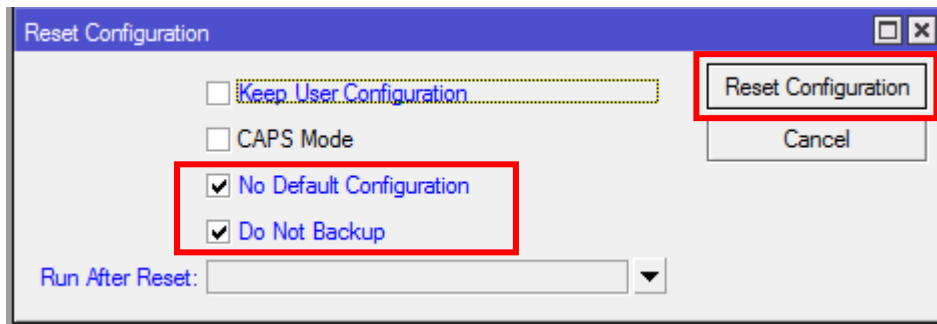 Reset Configuration
Keep User Configuration
Reset Configuration
CAPS Mode
Cancel
No Default Configuration
Do Not Backup
Run After Reset: